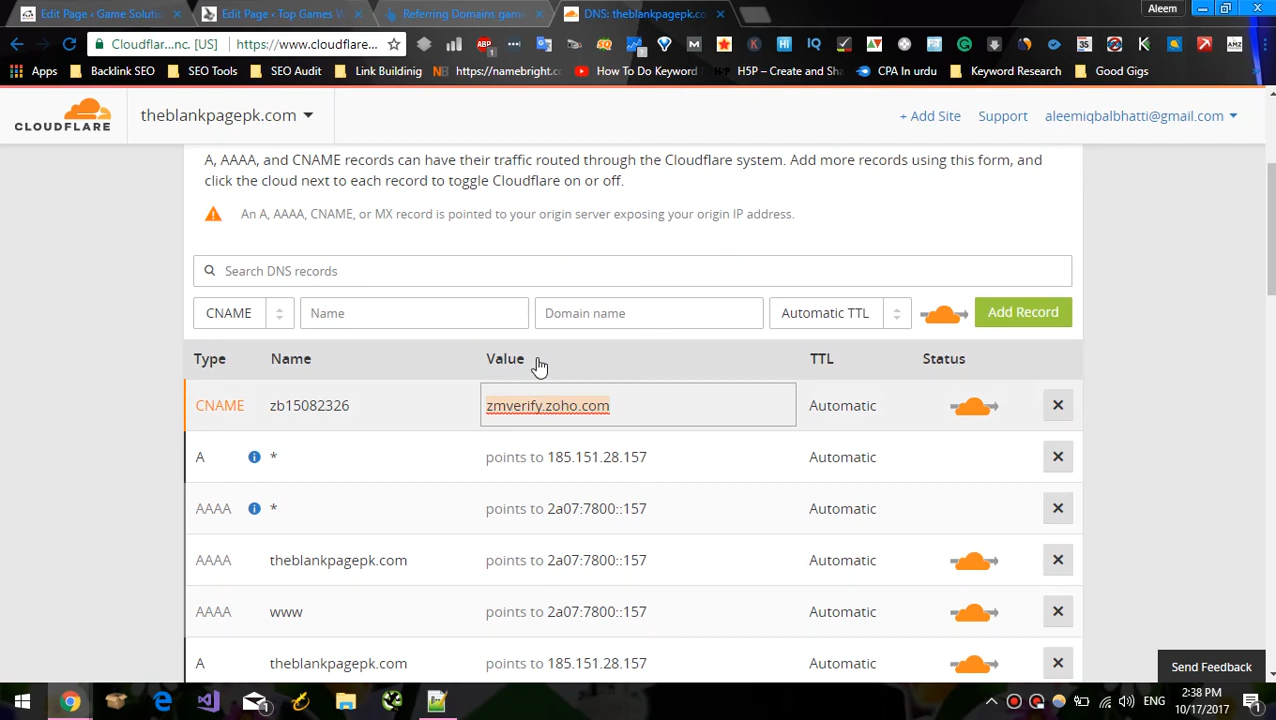 Edit Page ‹ Game Solution
Edit Page ‹ Top Games W
Referring Domains gam
DNS: theblankpagepk.co
Aleem
Cloudflar...nc. [US]
https://www.cloudflare...
Apps
Backlink SEO
SEO Tools
SEO Audit
Link Buildinig
https://namebright.co
How To Do Keyword
H5P – Create and Sha
CPA In urdu
Keyword Research
Good Gigs
CLOUDFLARE
theblankpagepk.com
+ Add Site
Support
aleemiqbalbhatti@gmail.com
A, AAAA, and CNAME records can have their traffic routed through the Cloudflare system. Add more records using this form, and
click the cloud next to each record to toggle Cloudflare on or off.
An A, AAAA, CNAME, or MX record is pointed to your origin server exposing your origin IP address.
Search DNS records
CNAME
Name
Domain name
Automatic TTL
Add Record
Type Name Value TTL Status
CNAME zb15082326 zmverify.zoho.com Automatic
A * points to 185.151.28.157 Automatic
AAAA * points to 2a07:7800::157 Automatic
AAAA theblankpagepk.com points to 2a07:7800::157 Automatic
AAAA www points to 2a07:7800::157 Automatic
A theblankpagepk.com points to 185.151.28.157 Automatic
Send Feedback
ENG
2:38 PM
10/17/2017